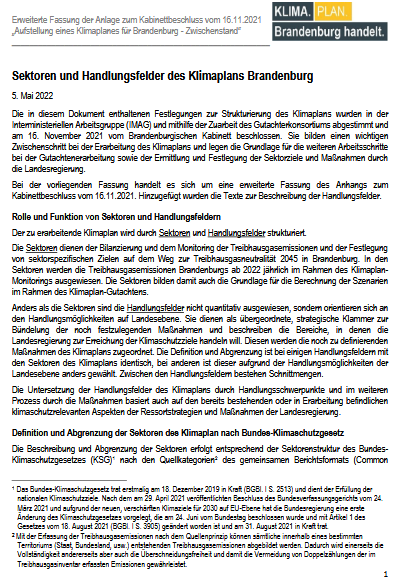 Erweiterte Fassung der Anlage zum Kabinettbeschluss vom 16.11.2021
„Aufstellung eines Klimaplanes für Brandenburg - Zwischenstand“
KLIMA. PLAN.
Brandenburg handelt.
Sektoren und Handlungsfelder des Klimaplans Brandenburg
5. Mai 2022
Die in diesem Dokument enthaltenen Festlegungen zur Strukturierung des Klimaplans wurden in der
Interministeriellen Arbeitsgruppe (IMAG) und mithilfe der Zuarbeit des Gutachterkonsortiums abgestimmt und
am 16. November 2021 vom Brandenburgischen Kabinett beschlossen. Sie bilden einen wichtigen
Zwischenschritt bei der Erarbeitung des Klimaplans und legen die Grundlage für die weiteren Arbeitsschritte
bei der Gutachtenerarbeitung sowie der Ermittlung und Festlegung der Sektorziele und Maßnahmen durch
die Landesregierung.
Bei der vorliegenden Fassung handelt es sich um eine erweiterte Fassung des Anhangs zum
Kabinettbeschluss vom 16.11.2021. Hinzugefügt wurden die Texte zur Beschreibung der Handlungsfelder.
Rolle und Funktion von Sektoren und Handlungsfeldern
Der zu erarbeitende Klimaplan wird durch Sektoren und Handlungsfelder strukturiert.
Die Sektoren dienen der Bilanzierung und dem Monitoring der Treibhausgasemissionen und der Festlegung
von sektorspezifischen Zielen auf dem Weg zur Treibhausgasneutralität 2045 in Brandenburg. In den
Sektoren werden die Treibhausgasemissionen Brandenburgs ab 2022 jährlich im Rahmen des Klimaplan-
Monitorings ausgewiesen. Die Sektoren bilden damit auch die Grundlage für die Berechnung der Szenarien
im Rahmen des Klimaplan-Gutachtens.
Anders als die Sektoren sind die Handlungsfelder nicht quantitativ ausgewiesen, sondern orientieren sich an
den Handlungsmöglichkeiten auf Landesebene. Sie dienen als übergeordnete, strategische Klammer zur
Bündelung der noch festzulegenden Maßnahmen und beschreiben die Bereiche, in denen die
Landesregierung zur Erreichung der Klimaschutzziele handeln will. Diesen werden die noch zu definierenden
Maßnahmen des Klimaplans zugeordnet. Die Definition und Abgrenzung ist bei einigen Handlungsfeldern mit
den Sektoren des Klimaplans identisch, bei anderen ist dieser aufgrund der Handlungsmöglichkeiten der
Landesebene anders gewählt. Zwischen den Handlungsfeldern bestehen Schnittmengen.
Die Untersetzung der Handlungsfelder des Klimaplans durch Handlungsschwerpunkte und im weiteren
Prozess durch die Maßnahmen basiert auch auf den bereits bestehenden oder in Erarbeitung befindlichen
klimaschutzrelevanten Aspekten der Ressortstrategien und Maßnahmen der Landesregierung.
Definition und Abgrenzung der Sektoren des Klimaplan nach Bundes-Klimaschutzgesetz
Die Beschreibung und Abgrenzung der Sektoren erfolgt entsprechend der Sektorenstruktur des Bundes-
Klimaschutzgesetzes (KSG)¹ nach den Quellkategorien² des gemeinsamen Berichtsformats (Common
¹ Das Bundes-Klimaschutzgesetz trat erstmalig am 18. Dezember 2019 in Kraft (BGBl. I S. 2513) und dient der Erfüllung der
nationalen Klimaschutzziele. Nach dem am 29. April 2021 veröffentlichten Beschluss des Bundesverfassungsgerichts vom 24.
März 2021 und aufgrund der neuen, verschärften Klimaziele für 2030 auf EU-Ebene hat die Bundesregierung eine erste
Änderung des Klimaschutzgesetzes vorgelegt, die am 24. Juni vom Bundestag beschlossen wurde und mit Artikel 1 des
Gesetzes vom 18. August 2021 (BGBl. I S. 3905) geändert worden ist und am 31. August 2021 in Kraft trat.
² Mit der Erfassung der Treibhausgasemissionen nach dem Quellenprinzip können sämtliche innerhalb eines bestimmten
Territoriums (Staat, Bundesland, usw.) entstehenden Treibhausgasemissionen abgebildet werden. Dadurch wird einerseits die
Vollständigkeit andererseits aber auch die Überschneidungsfreiheit und damit die Vermeidung von Doppelzählungen der im
Treibhausgasinventar erfassten Emissionen gewährleistet.
1